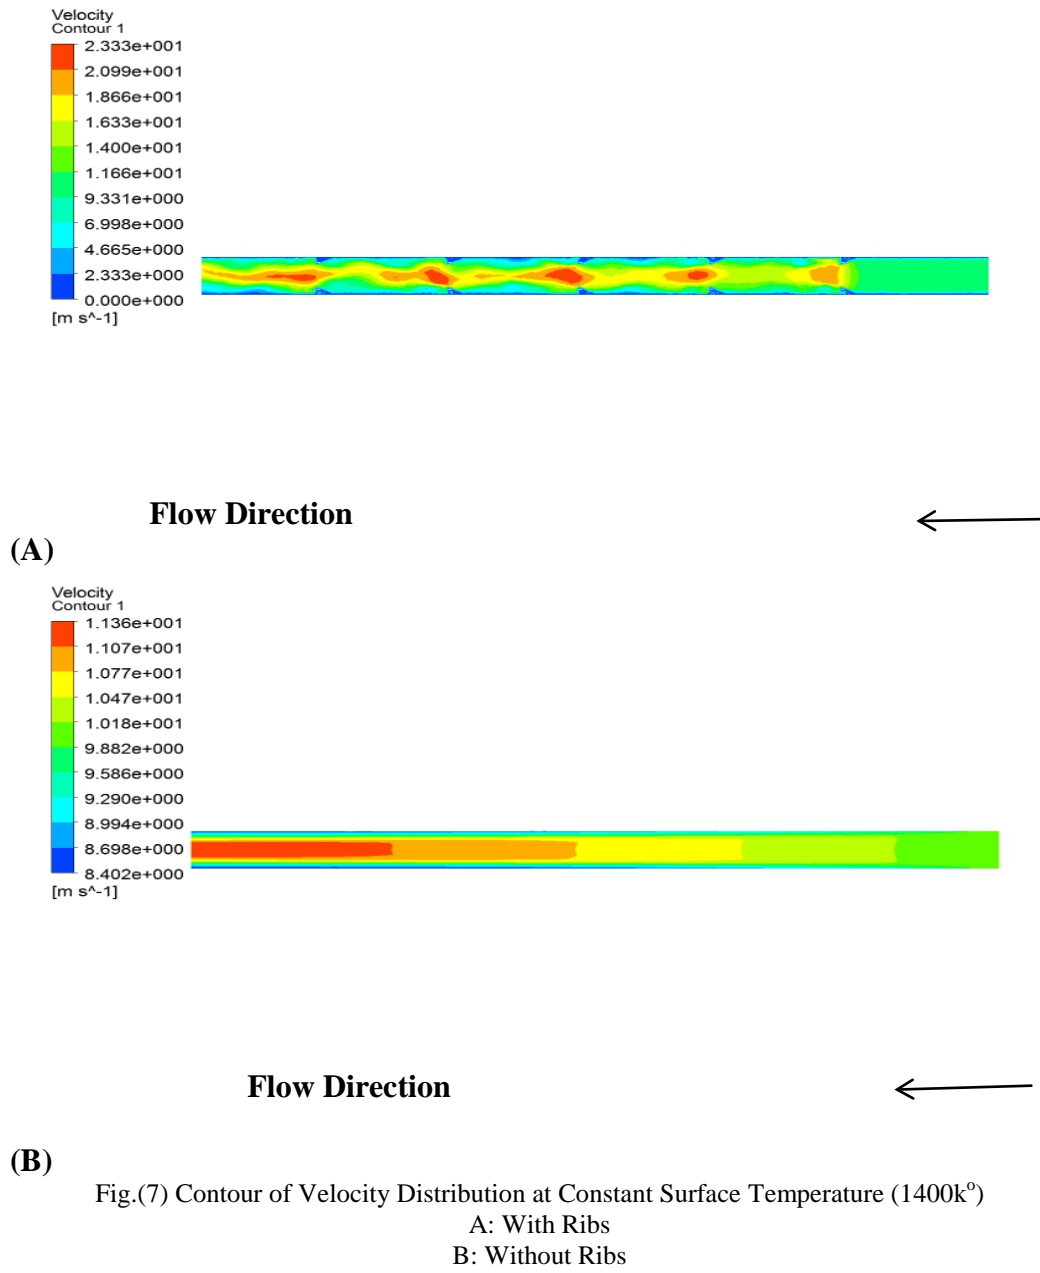 Velocity
Contour 1
2.333e+001
2.099e+001
1.866e+001
1.633e+001
1.400e+001
1.166e+001
9.331e+000
6.998e+000
4.665e+000
2.333e+000
0.000e+000
[m s^-1]
Flow Direction
(A)
Velocity
Contour 1
1.136e+001
1.107e+001
1.077e+001
1.047e+001
1.018e+001
9.882e+000
9.586e+000
9.290e+000
8.994e+000
8.698e+000
8.402e+000
[m s^-1]
Flow Direction
(B)
Fig.(7) Contour of Velocity Distribution at Constant Surface Temperature (1400k°)
A: With Ribs
B: Without Ribs